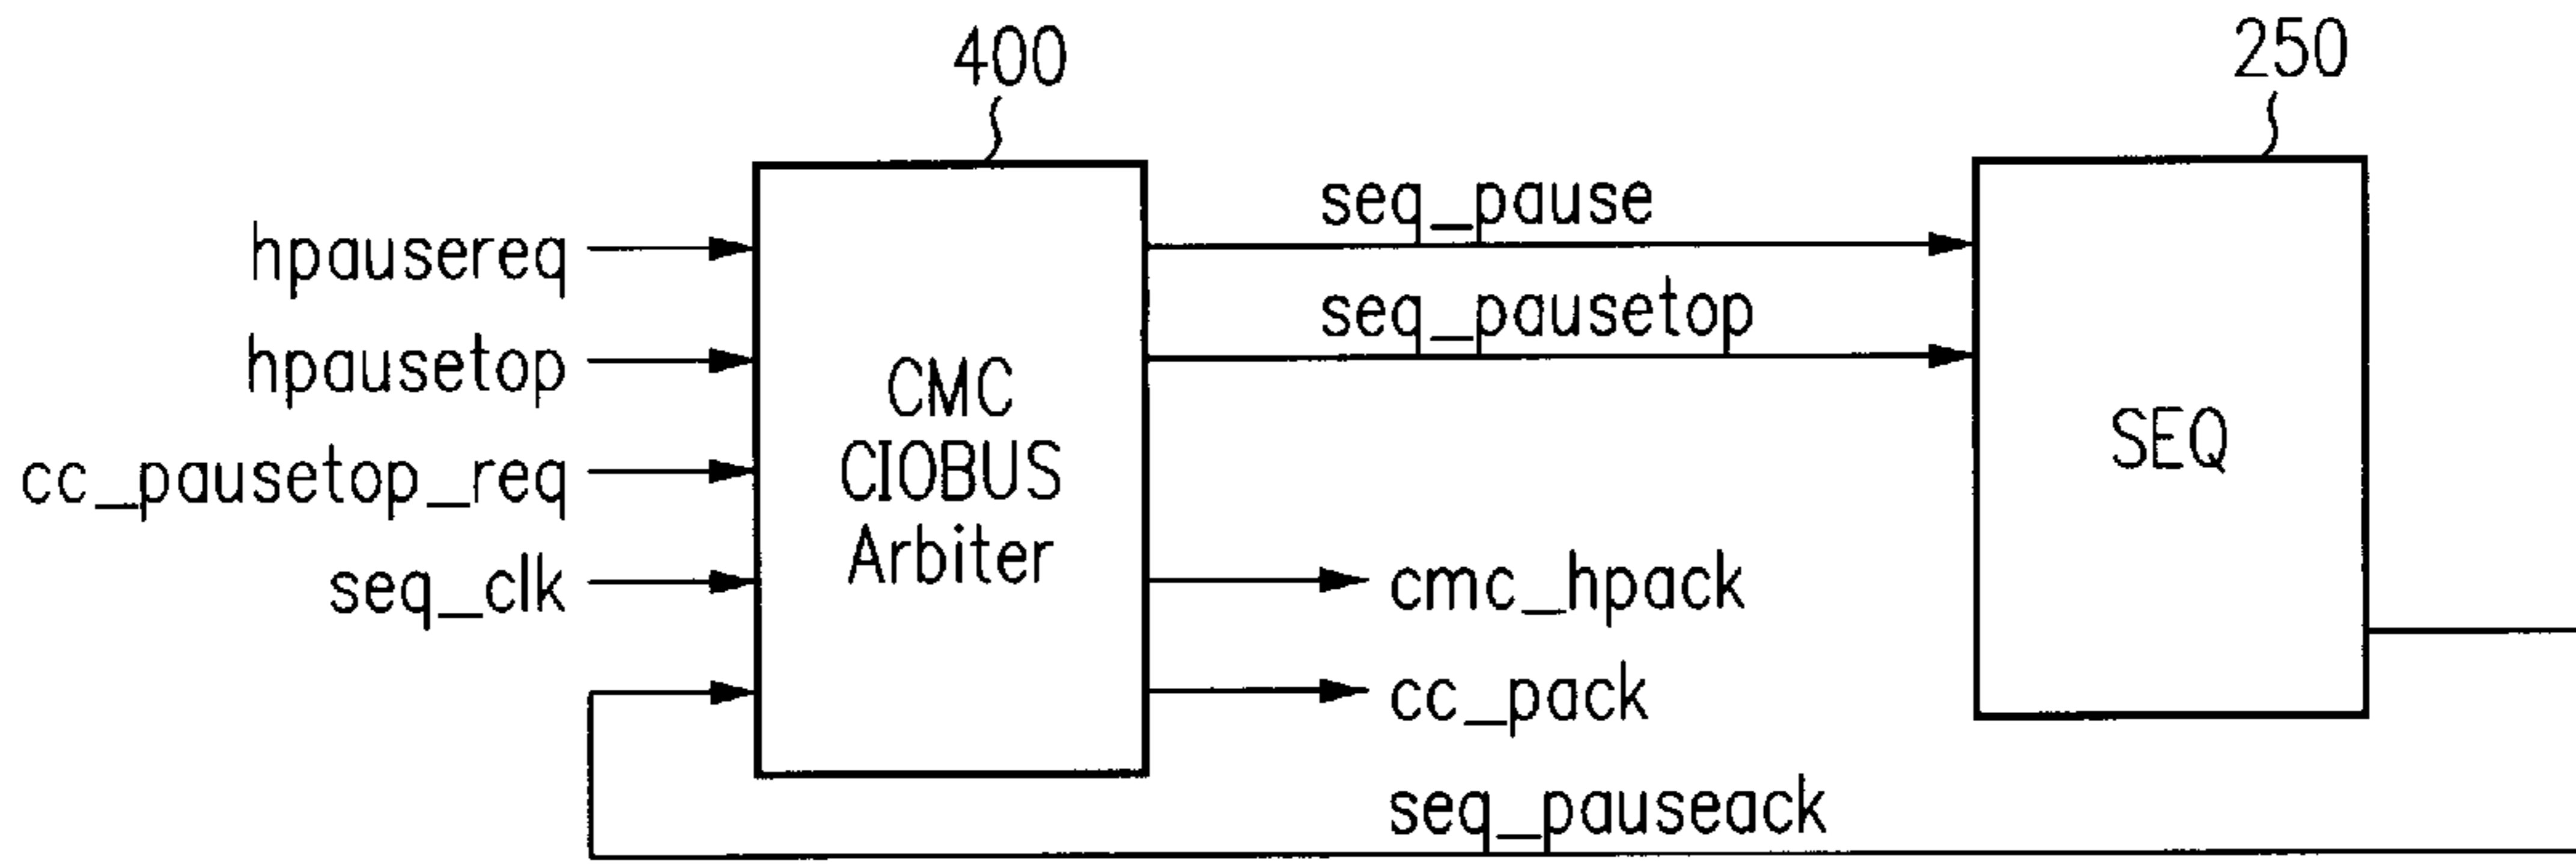 400
250
hpausereq
hpausetop
cc_pausetop_req
seq_clk
CMC
CIOBUS
Arbiter
seq_pause
seq_pausetop
cmc_hpack
cc_pack
seq_pauseack
SEQ